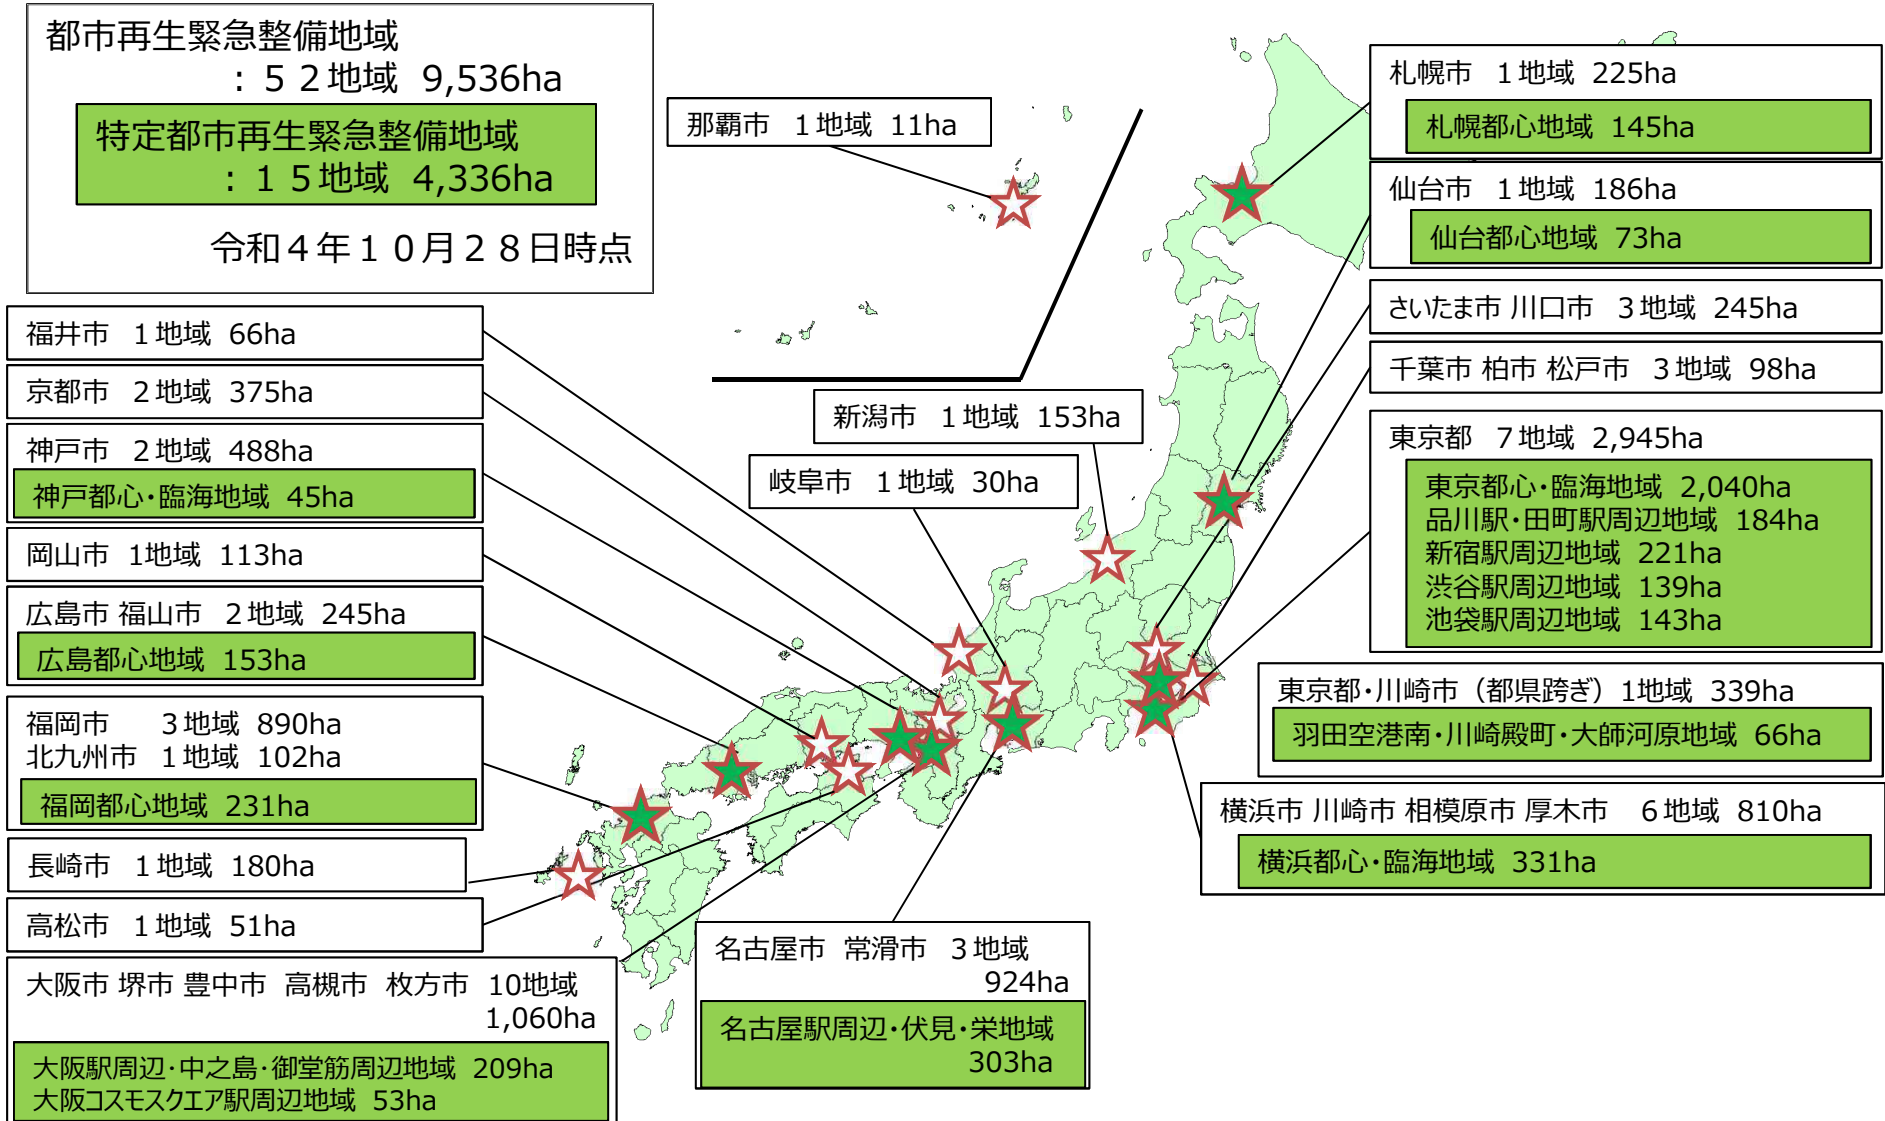 都市再生緊急整備地域
：５２地域 9,536ha
特定都市再生緊急整備地域
：１５地域 4,336ha
令和４年１０月２８日時点
那覇市 １地域 11ha
札幌市 １地域 225ha
札幌都心地域 145ha
仙台市 １地域 186ha
仙台都心地域 73ha
さいたま市 川口市 ３地域 245ha
千葉市 柏市 松戸市 ３地域 98ha
東京都 ７地域 2,945ha
東京都心・臨海地域 2,040ha
品川駅・田町駅周辺地域 184ha
新宿駅周辺地域 221ha
渋谷駅周辺地域 139ha
池袋駅周辺地域 143ha
東京都・川崎市（都県跨ぎ）1地域 339ha
羽田空港南・川崎殿町・大師河原地域 66ha
横浜市 川崎市 相模原市 厚木市 ６地域 810ha
横浜都心・臨海地域 331ha
新潟市 １地域 153ha
岐阜市 １地域 30ha
福井市 １地域 66ha
京都市 ２地域 375ha
神戸市 ２地域 488ha
神戸都心・臨海地域 45ha
岡山市 1地域 113ha
広島市 福山市 ２地域 245ha
広島都心地域 153ha
福岡市 ３地域 890ha
北九州市 １地域 102ha
福岡都心地域 231ha
長崎市 １地域 180ha
高松市 １地域 51ha
大阪市 堺市 豊中市 高槻市 枚方市 10地域
1,060ha
大阪駅周辺・中之島・御堂筋周辺地域 209ha
大阪コスモスクエア駅周辺地域 53ha
名古屋市 常滑市 ３地域
924ha
名古屋駅周辺・伏見・栄地域
303ha